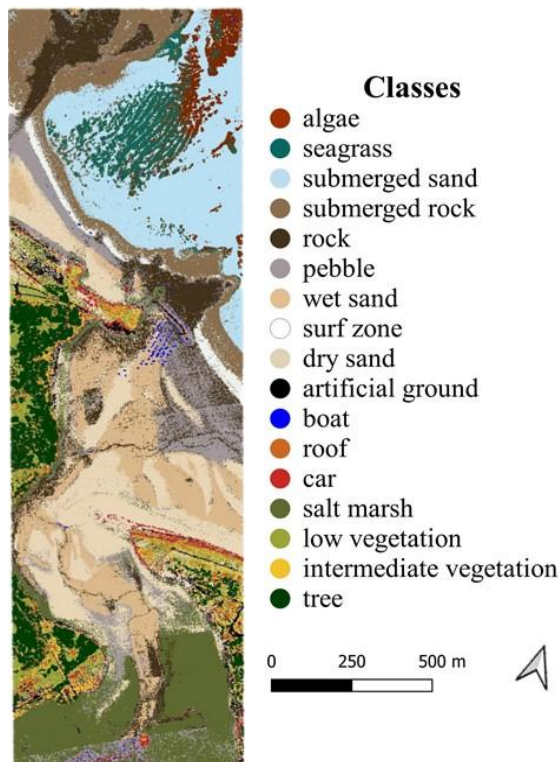 Classes
algae
seagrass
submerged sand
submerged rock
rock
pebble
wet sand
surf zone
dry sand
artificial ground
boat
roof
car
salt marsh
low vegetation
intermediate vegetation
tree
0 250 500 m